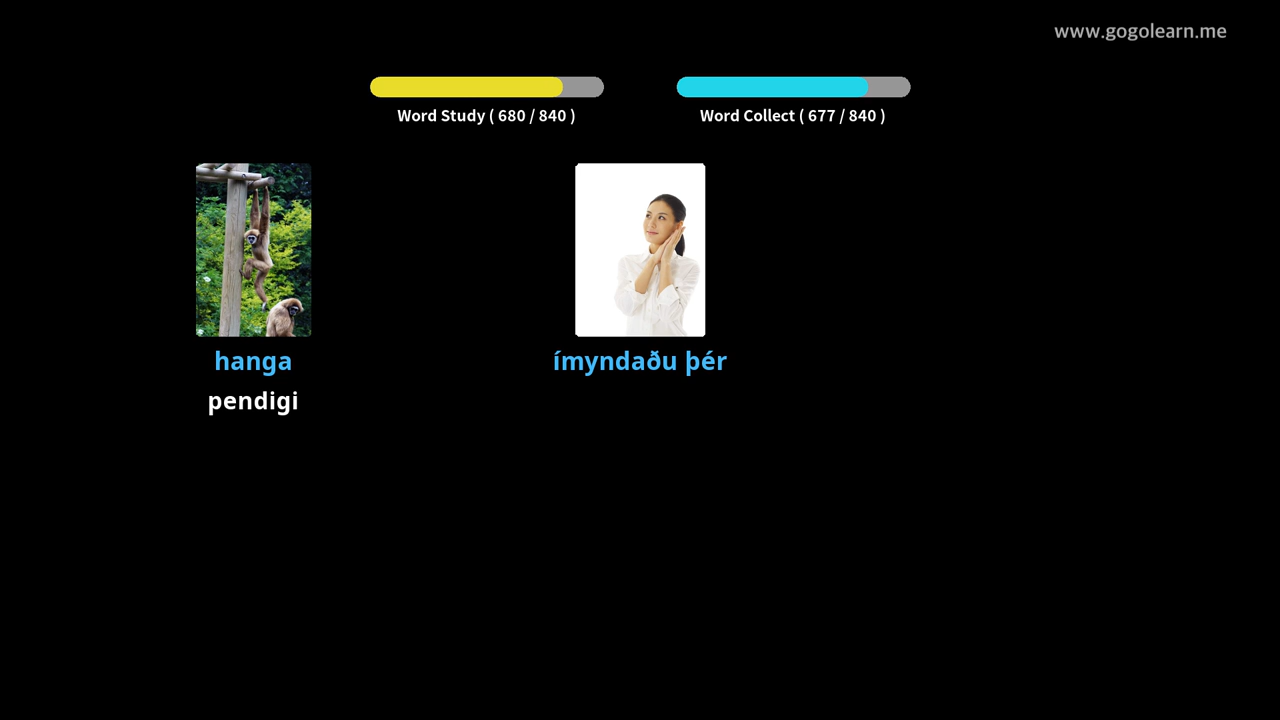 www.gogolearn.me
Word Study ( 680 / 840 )
Word Collect ( 677 / 840 )
hanga
ímyndaðu þér
pendigi